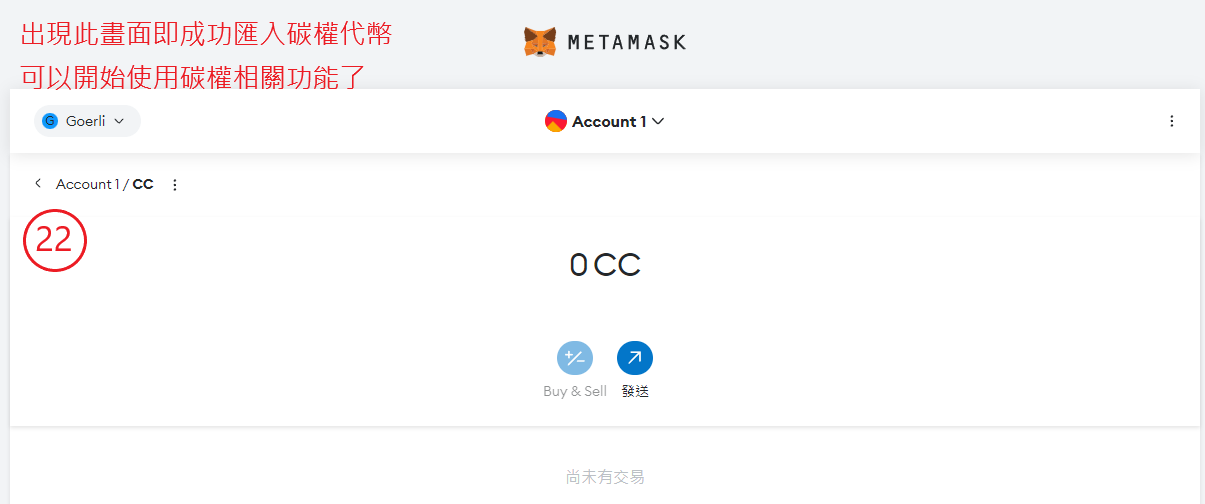 出現此畫面即成功匯入碳權代幣
可以開始使用碳權相關功能了
METAMASK
G Goerli
Account 1
Account 1 / CC
22
0 CC
Buy & Sell
發送
尚未有交易